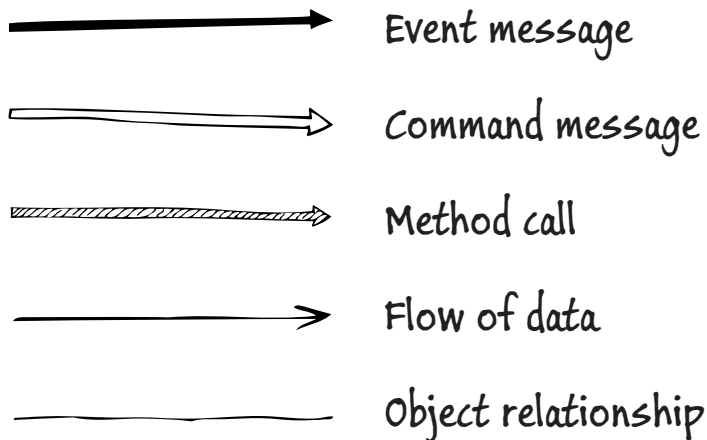 Event message
Command message
Method call
Flow of data
Object relationship